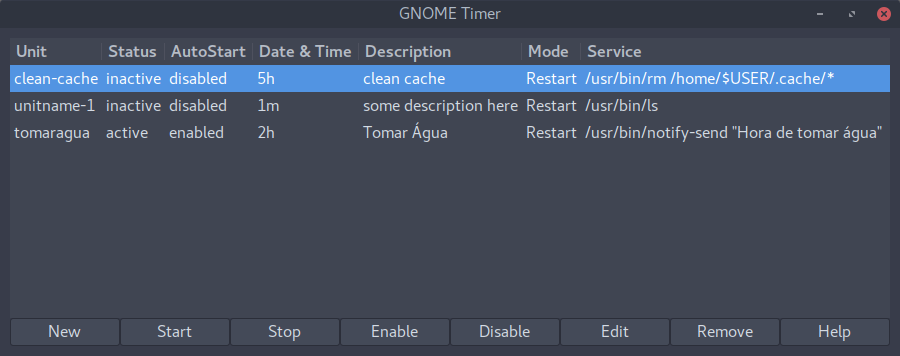 GNOME Timer
Unit Status AutoStart Date & Time Description Mode Service
clean-cache inactive disabled 5h clean cache Restart /usr/bin/rm /home/$USER/.cache/*
unitname-1 inactive disabled 1m some description here Restart /usr/bin/ls
tomaragua active enabled 2h Tomar Água Restart /usr/bin/notify-send "Hora de tomar água"
New Start Stop Enable Disable Edit Remove Help